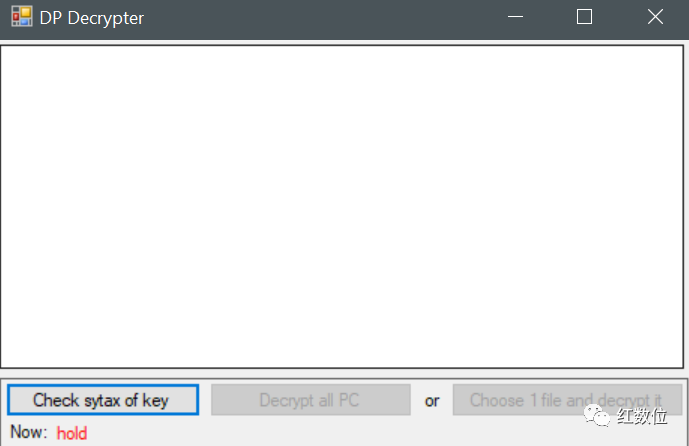 DP Decrypter
Check sytax of key Decrypt all PC or Choose 1 file and decrypt it
Now: hold
红数位